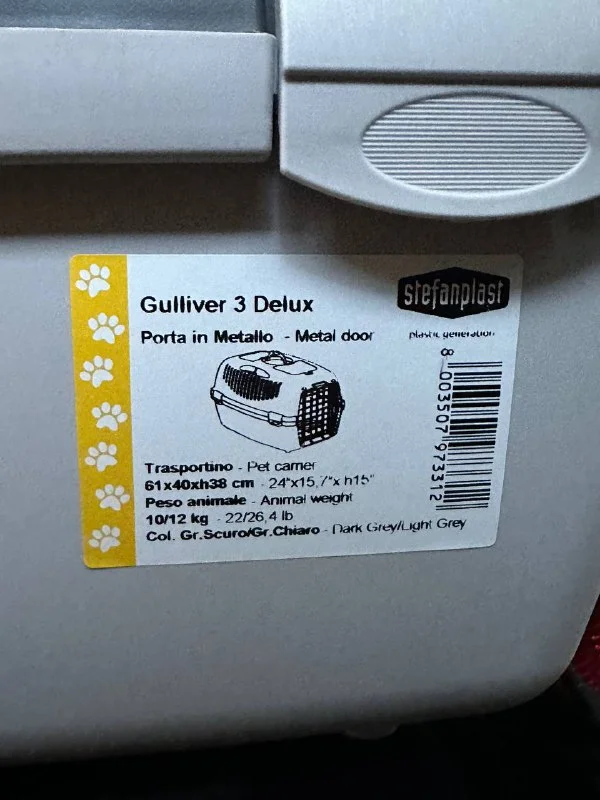 stefanplast
plastic generation
Gulliver 3 Delux
Porta in Metallo - Metal door
8 003507 973312
Trasportino - Pet carrier
61x40xh38 cm - 24"x15,7"x h15"
Peso animale - Animal weight
10/12 kg - 22/26,4 lb
Col. Gr.Scuro/Gr.Chiaro - Dark Grey/Light Grey